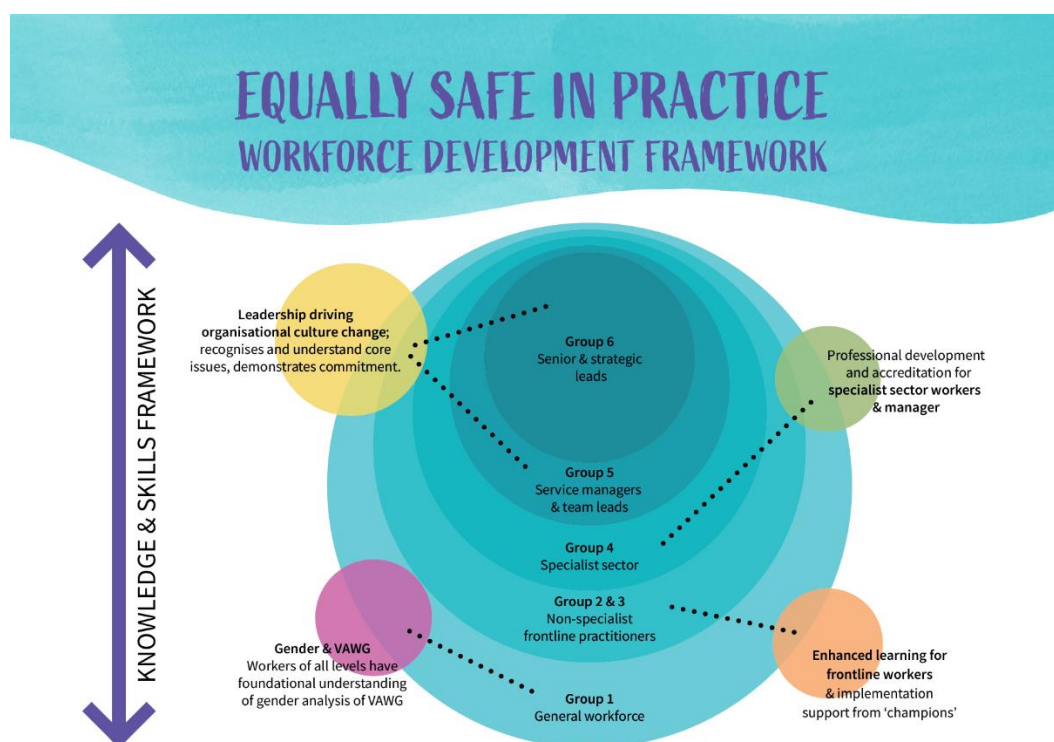 EQUALLY SAFE IN PRACTICE
WORKFORCE DEVELOPMENT FRAMEWORK
KNOWLEDGE & SKILLS FRAMEWORK
Leadership driving
organisational culture change;
recognises and understand core
issues, demonstrates commitment.
Group 6
Senior & strategic
leads
Professional development
and accreditation for
specialist sector workers
& manager
Group 5
Service managers
& team leads
Group 4
Specialist sector
Group 2 & 3
Non-specialist
frontline practitioners
Gender & VAWG
Workers of all levels have
foundational understanding
of gender analysis of VAWG
Enhanced learning for
frontline workers
& implementation
support from ‘champions’
Group 1
General workforce